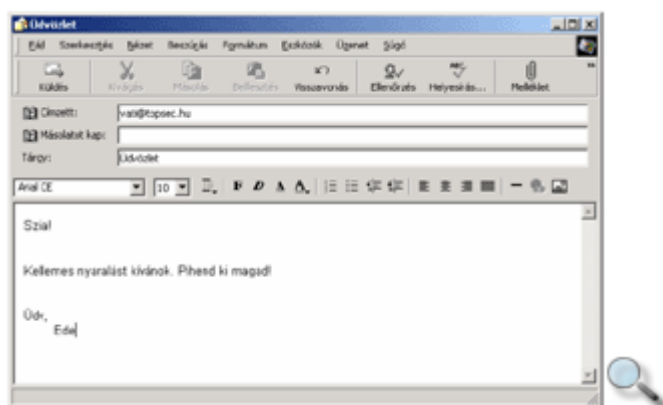 Üdvözlet
Fájl Szerkesztés Nézet Beszúrás Formátum Eszközök Üzenet Súgó
Küldés Kivágás Másolás Beillesztés Visszavonás Ellenőrzés Helyesírás... Melléklet
Címzett: vati@topsec.hu
Másolatot kap:
Tárgy: Üdvözlet
Arial CE 10 F D A A
Szia!
Kellemes nyaralást kívánok. Pihend ki magad!
Üdv,
Ede